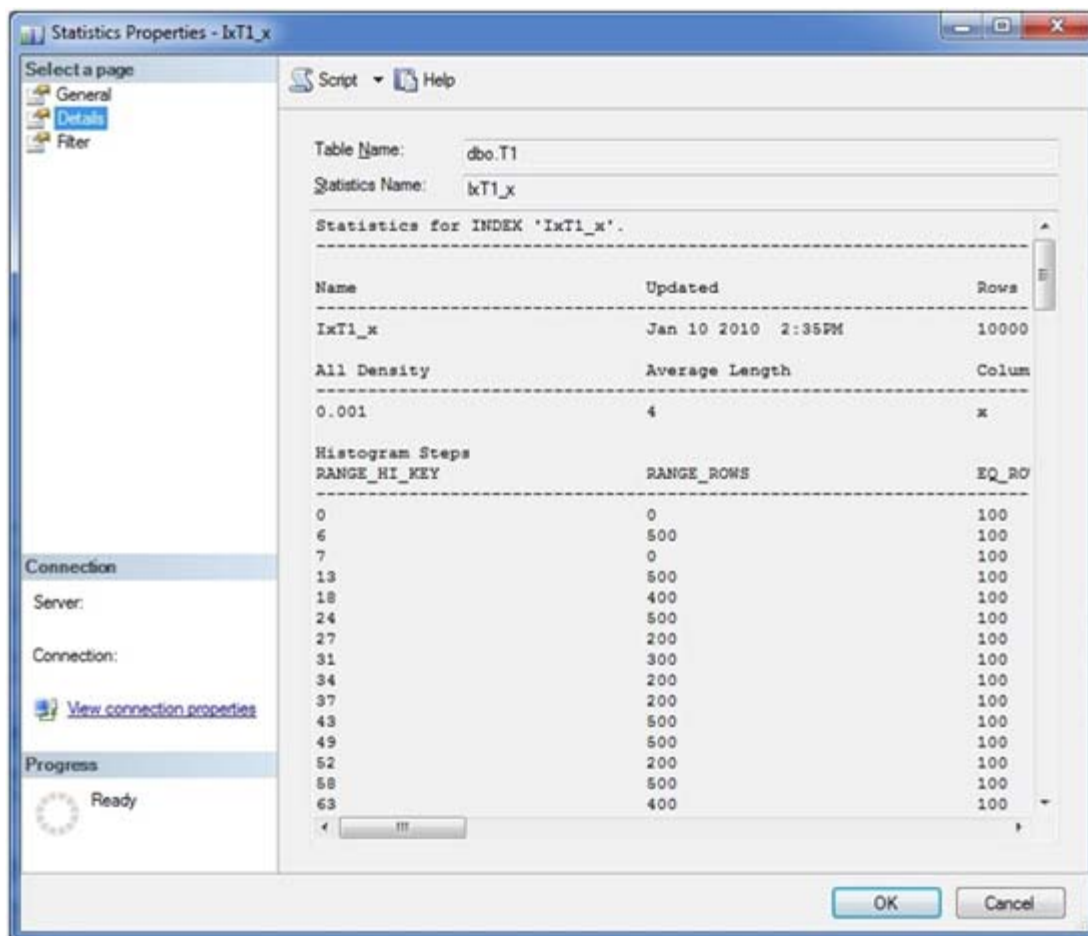 Statistics Properties - IxT1_x
Select a page
General
Details
Filter
Script Help
Table Name: dbo.T1
Statistics Name: IxT1_x
Statistics for INDEX 'IxT1_x'.
Name Updated Rows
IxT1_x Jan 10 2010 2:35PM 10000
All Density Average Length Colum
0.001 4 x
Histogram Steps
RANGE_HI_KEY RANGE_ROWS EQ_RO
0 0 100
6 500 100
7 0 100
13 500 100
18 400 100
24 500 100
27 200 100
31 300 100
34 200 100
37 200 100
43 500 100
49 500 100
52 200 100
58 500 100
63 400 100
Connection
Server:
Connection:
View connection properties
Progress
Ready
OK Cancel